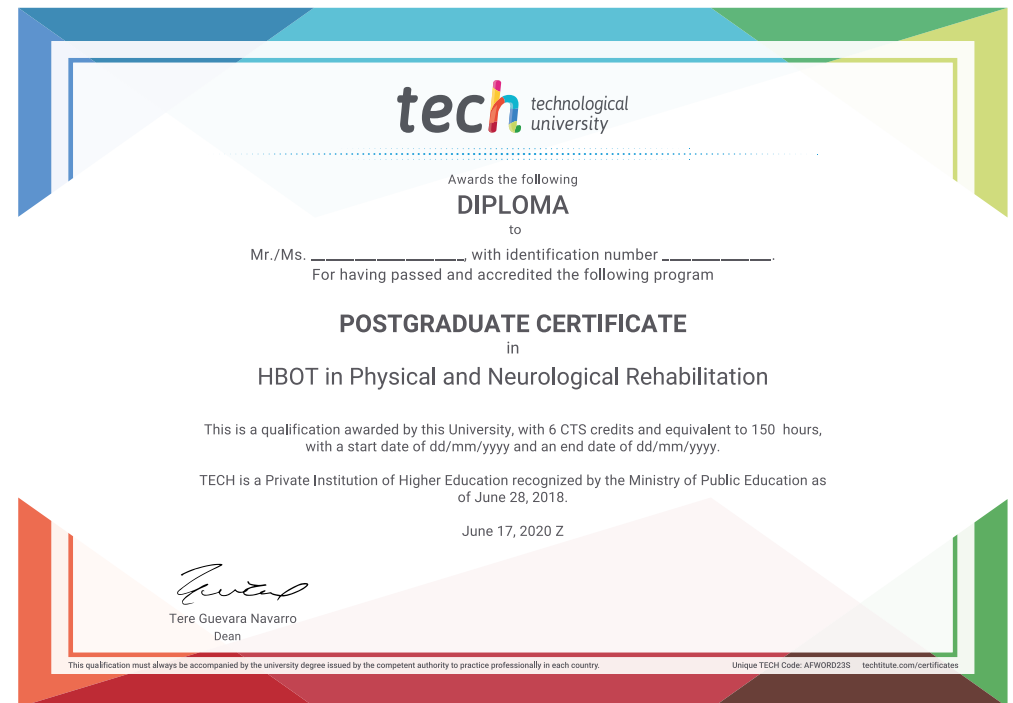 tech technological
university
Awards the following
DIPLOMA
to
Mr./Ms. __________________, with identification number _____________.
For having passed and accredited the following program
POSTGRADUATE CERTIFICATE
in
HBOT in Physical and Neurological Rehabilitation
This is a qualification awarded by this University, with 6 CTS credits and equivalent to 150 hours,
with a start date of dd/mm/yyyy and an end date of dd/mm/yyyy.
TECH is a Private Institution of Higher Education recognized by the Ministry of Public Education as
of June 28, 2018.
June 17, 2020 Z
Tere Guevara Navarro
Dean
This qualification must always be accompanied by the university degree issued by the competent authority to practice professionally in each country.
Unique TECH Code: AFWORD23S techtitute.com/certificates